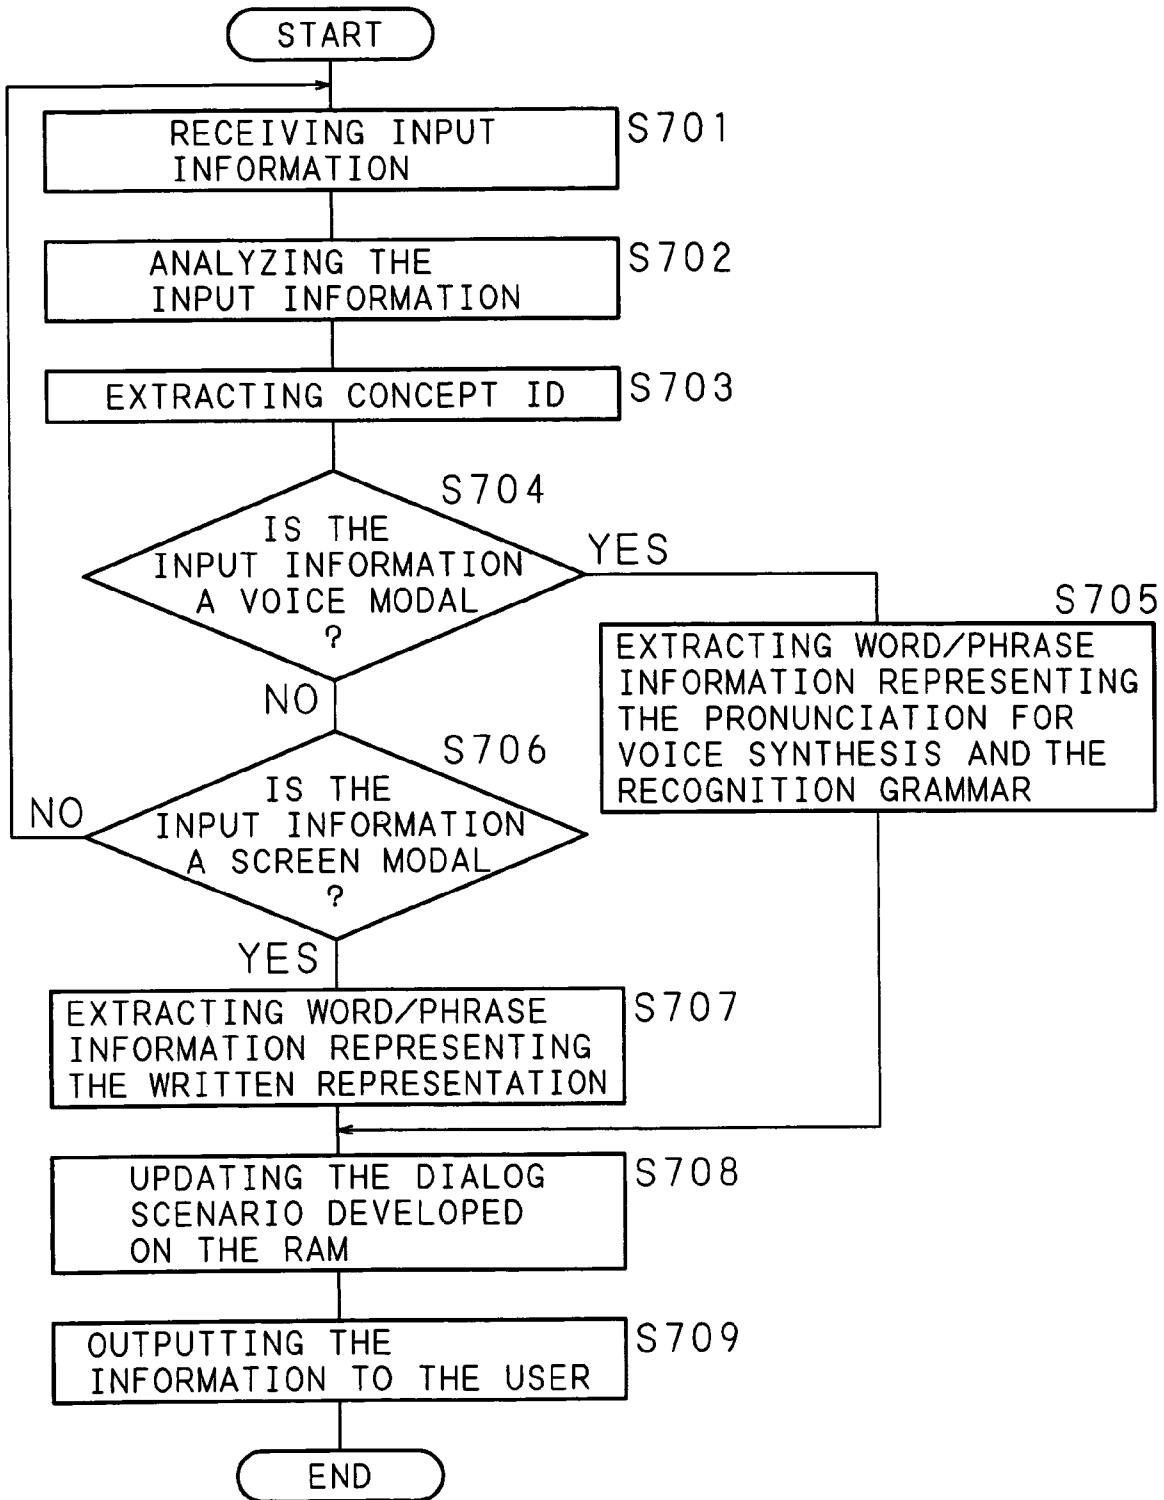 START
RECEIVING INPUT
INFORMATION
S701
ANALYZING THE
INPUT INFORMATION
S702
EXTRACTING CONCEPT ID
S703
S704
IS THE
INPUT INFORMATION
A VOICE MODAL
?
YES
NO
S705
EXTRACTING WORD/PHRASE
INFORMATION REPRESENTING
THE PRONUNCIATION FOR
VOICE SYNTHESIS AND THE
RECOGNITION GRAMMAR
S706
IS THE
INPUT INFORMATION
A SCREEN MODAL
?
NO
YES
EXTRACTING WORD/PHRASE
INFORMATION REPRESENTING
THE WRITTEN REPRESENTATION
S707
UPDATING THE DIALOG
SCENARIO DEVELOPED
ON THE RAM
S708
OUTPUTTING THE
INFORMATION TO THE USER
S709
END